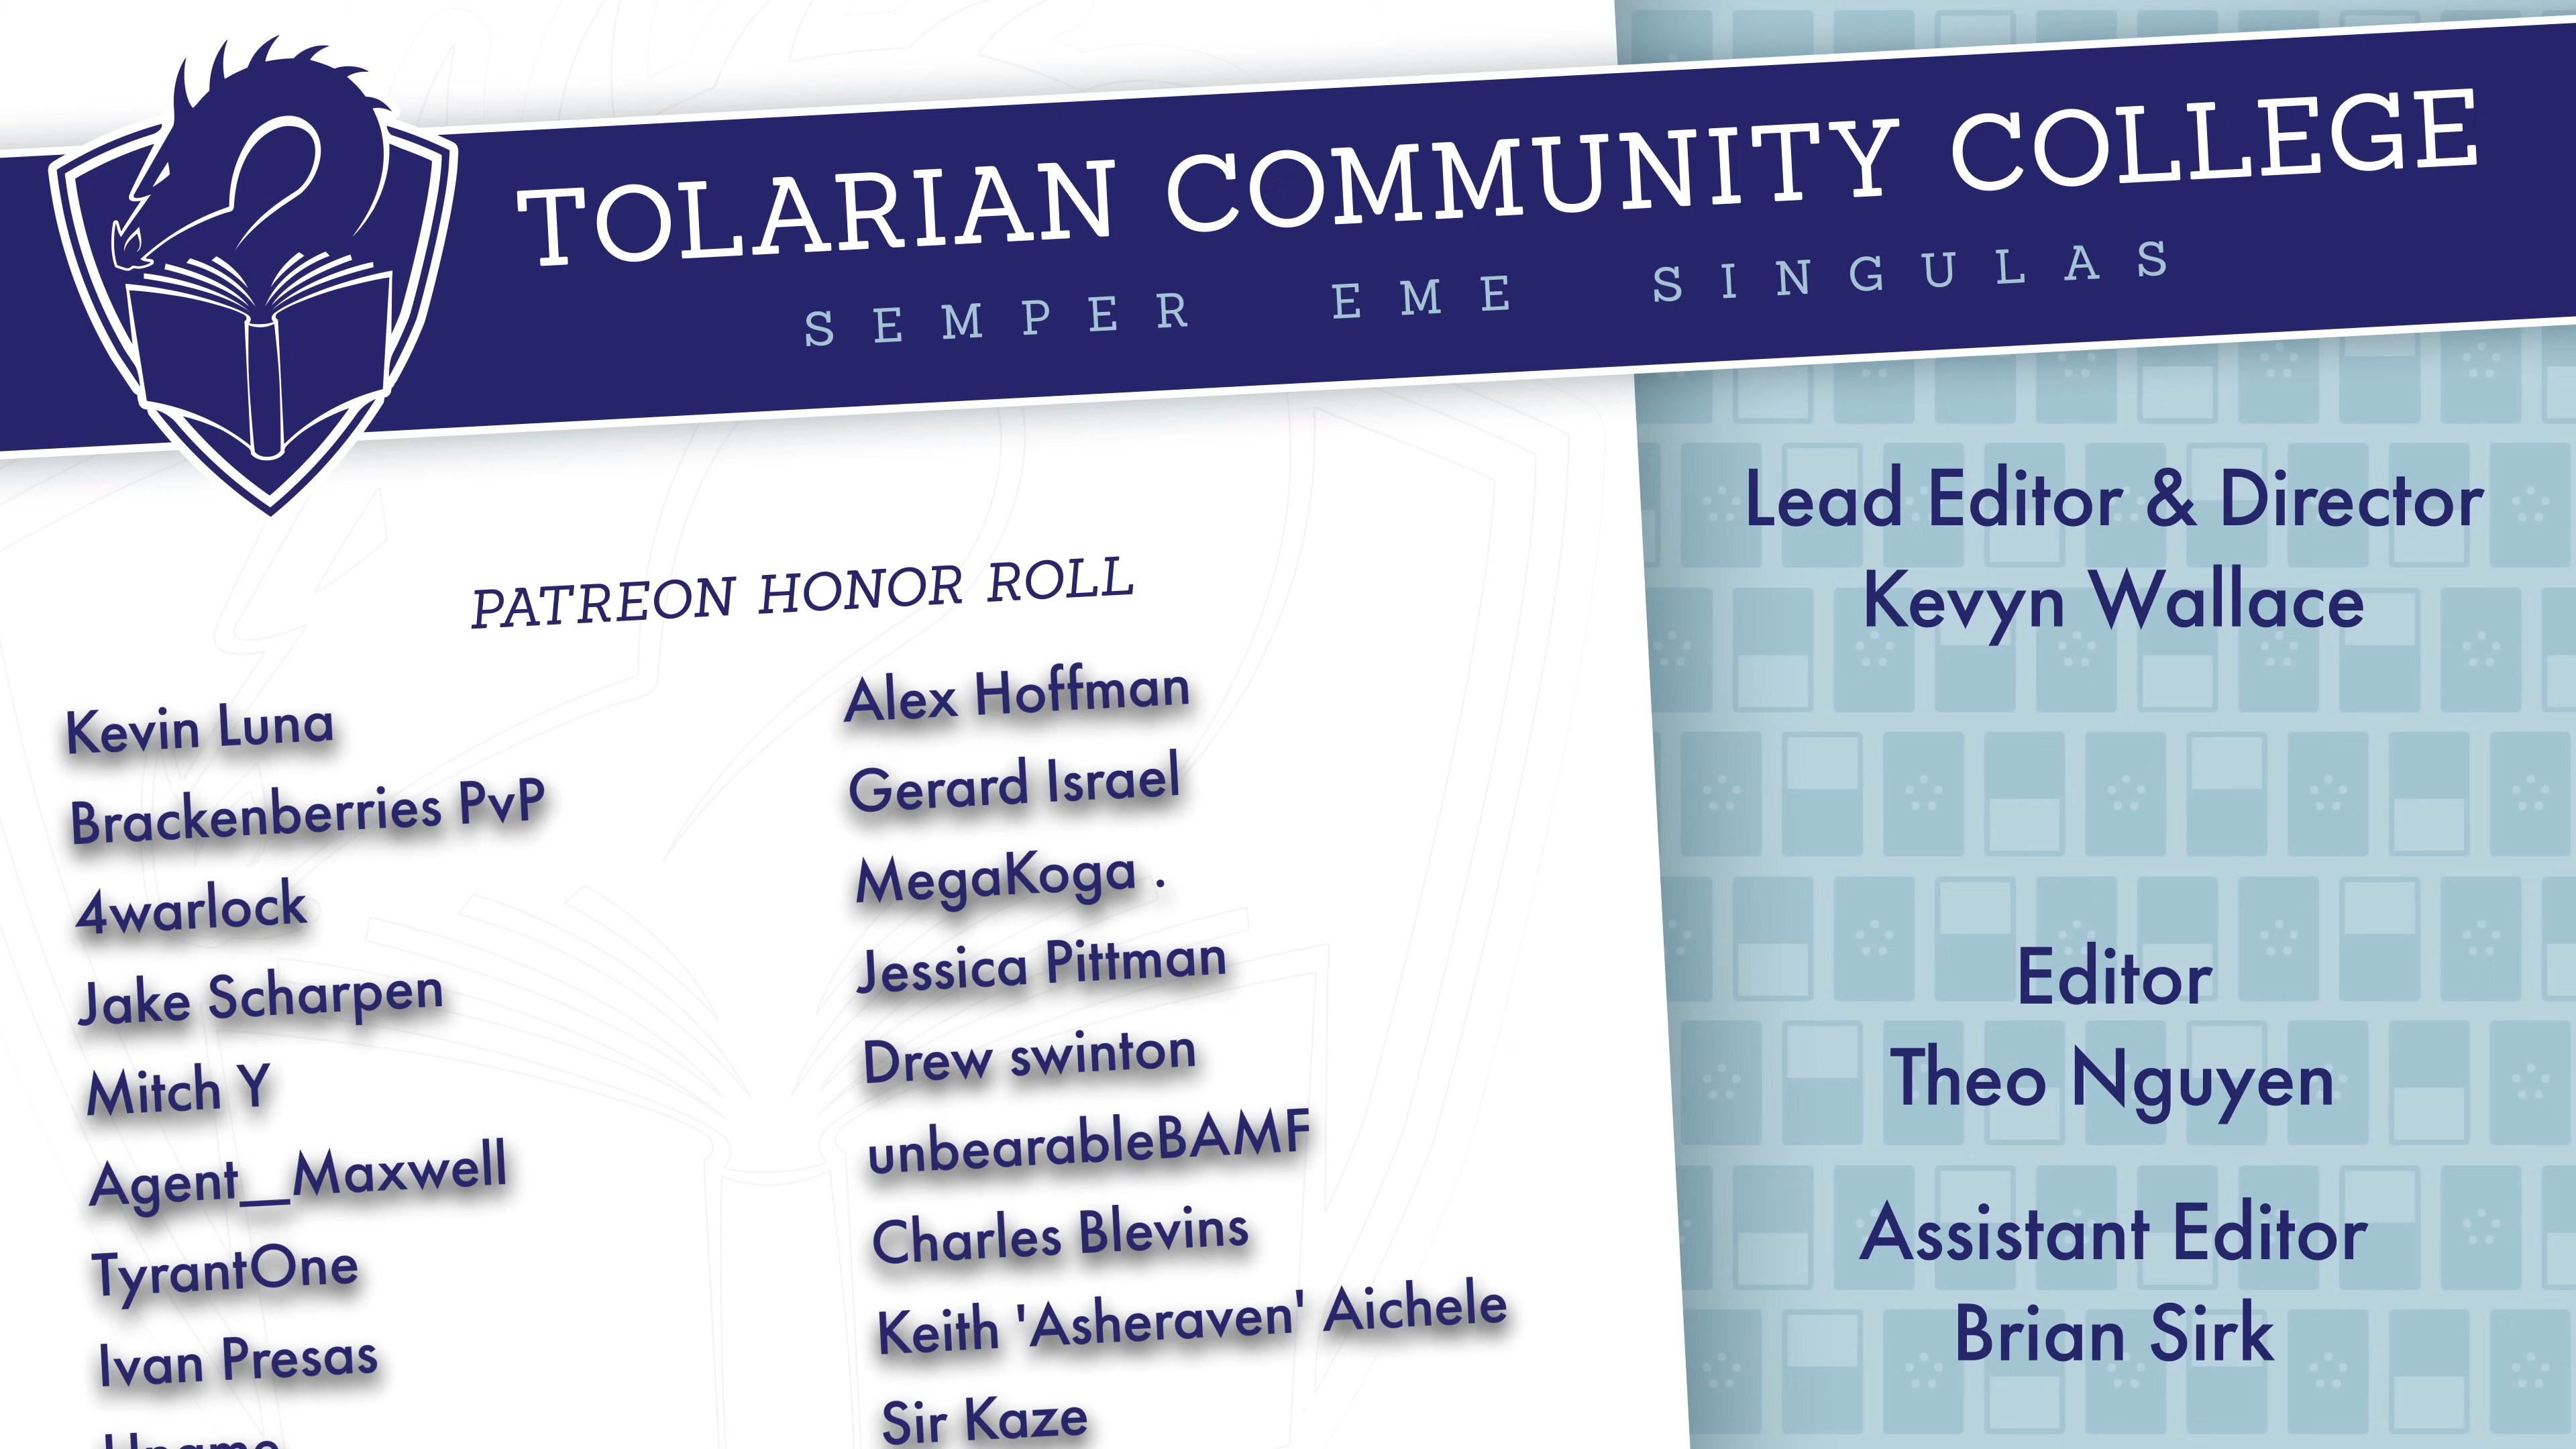 TOLARIAN COMMUNITY COLLEGE
SEMPER EME SINGULAS
PATREON HONOR ROLL
Kevin Luna
Brackenberries PvP
4warlock
Jake Scharpen
Mitch Y
Agent__Maxwell
TyrantOne
Ivan Presas
Alex Hoffman
Gerard Israel
MegaKoga .
Jessica Pittman
Drew swinton
unbearableBAMF
Charles Blevins
Keith 'Asheraven' Aichele
Sir Kaze
Lead Editor & Director
Kevyn Wallace
Editor
Theo Nguyen
Assistant Editor
Brian Sirk